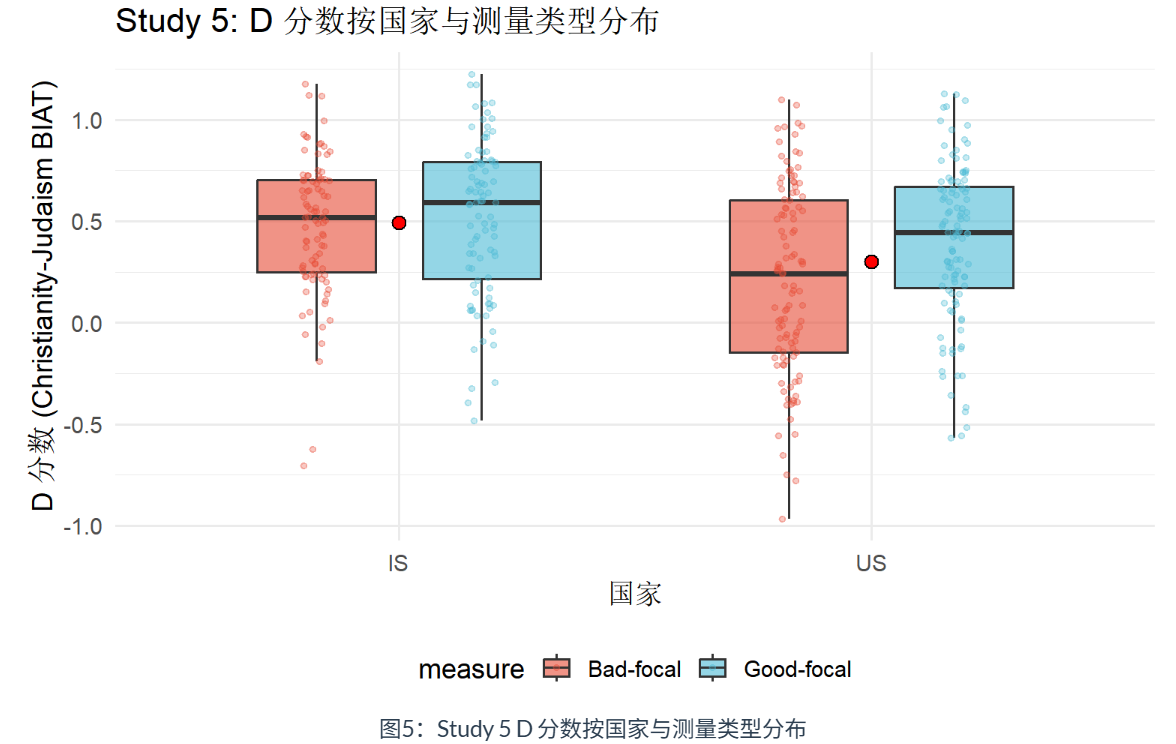 Study 5: D 分数按国家与测量类型分布
D 分数 (Christianity-Judaism BIAT)
1.0
0.5
0.0
-0.5
-1.0
IS
US
国家
measure
Bad-focal
Good-focal
图5：Study 5 D 分数按国家与测量类型分布